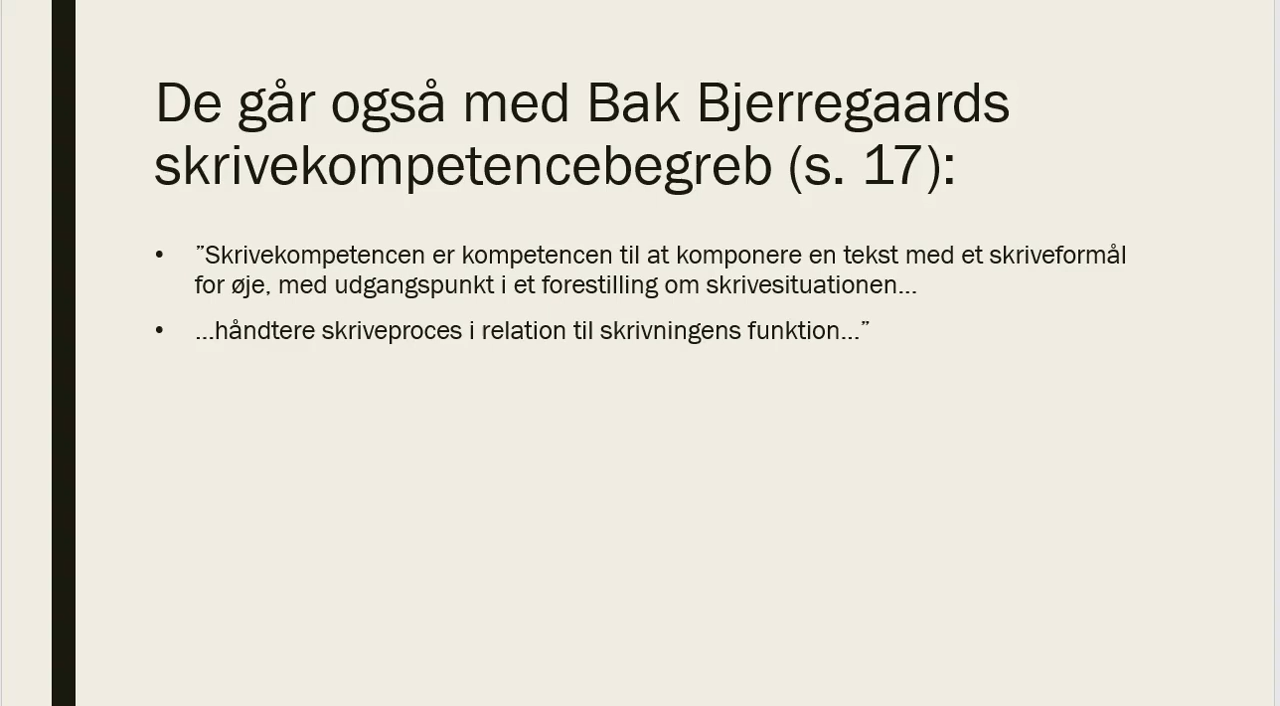 De går også med Bak Bjerregaards
skrivekompetencebegreb (s. 17):
• ”Skrivekompetencen er kompetencen til at komponere en tekst med et skriveformål
for øje, med udgangspunkt i et forestilling om skrivesituationen...
• ...håndtere skriveproces i relation til skrivningens funktion...”